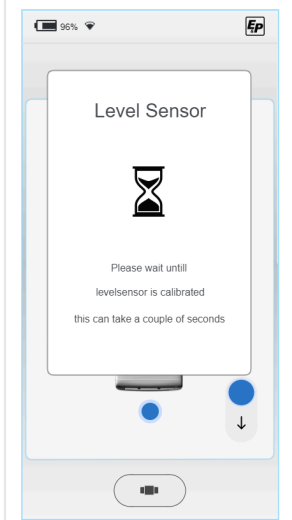 96%
EP
Level Sensor
Please wait untill
levelsensor is calibrated
this can take a couple of seconds